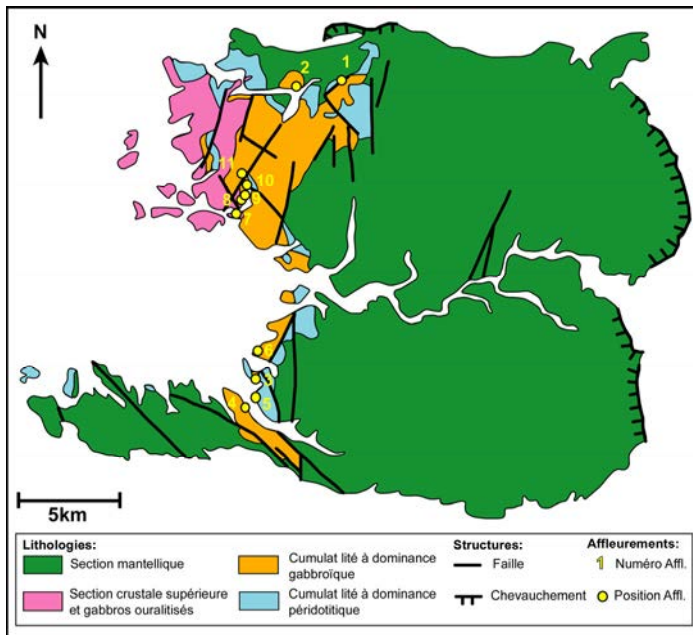 N
2
1
11
10
8
9
7
6
3
5
4
5km
Lithologies:
Section mantellique
Section crustale supérieure
et gabbros ouralitisés
Cumulat lité à dominance
gabbroïque
Cumulat lité à dominance
péridotitique
Structures:
Faille
Chevauchement
Affleurements:
1 Numéro Affl.
Position Affl.